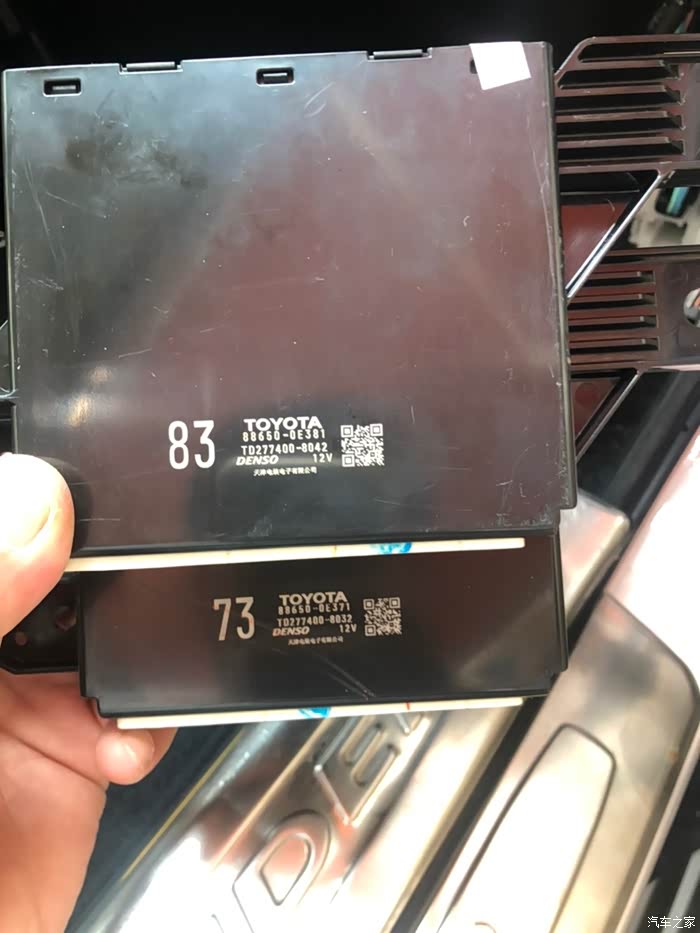 83
TOYOTA
88650-0E381
TD277400-8042
DENSO 12V
天津电装电子有限公司
73
TOYOTA
88650-0E371
TD277400-8032
DENSO 12V
天津电装电子有限公司
DE
汽车之家